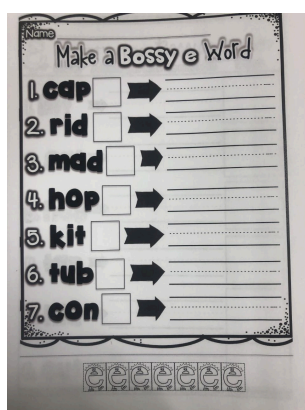 Name
Make a Bossy e Word
1. cap
2. rid
3. mad
4. hop
5. kit
6. tub
7. con
e e e e e e e